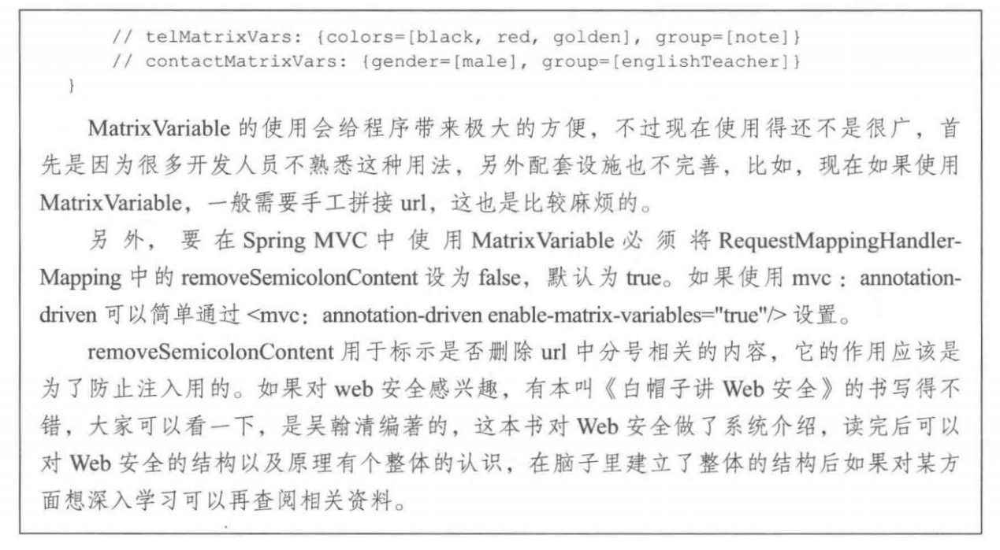 // telMatrixVars: {colors=[black, red, golden], group=[note]}
// contactMatrixVars: {gender=[male], group=[englishTeacher]}
}
MatrixVariable 的使用会给程序带来极大的方便，不过现在使用得还不是很广，首
先是因为很多开发人员不熟悉这种用法，另外配套设施也不完善，比如，现在如果使用
MatrixVariable，一般需要手工拼接 url，这也是比较麻烦的。
另外，要在 Spring MVC 中使用 MatrixVariable 必须将 RequestMappingHandler-
Mapping 中的 removeSemicolonContent 设为 false，默认为 true。如果使用 mvc：annotation-
driven 可以简单通过 <mvc：annotation-driven enable-matrix-variables="true"/> 设置。
removeSemicolonContent 用于标示是否删除 url 中分号相关的内容，它的作用应该是
为了防止注入用的。如果对 web 安全感兴趣，有本叫《白帽子讲 Web 安全》的书写得不
错，大家可以看一下，是吴翰清编著的，这本书对 Web 安全做了系统介绍，读完后可以
对 Web 安全的结构以及原理有个整体的认识，在脑子里建立了整体的结构后如果对某方
面想深入学习可以再查阅相关资料。